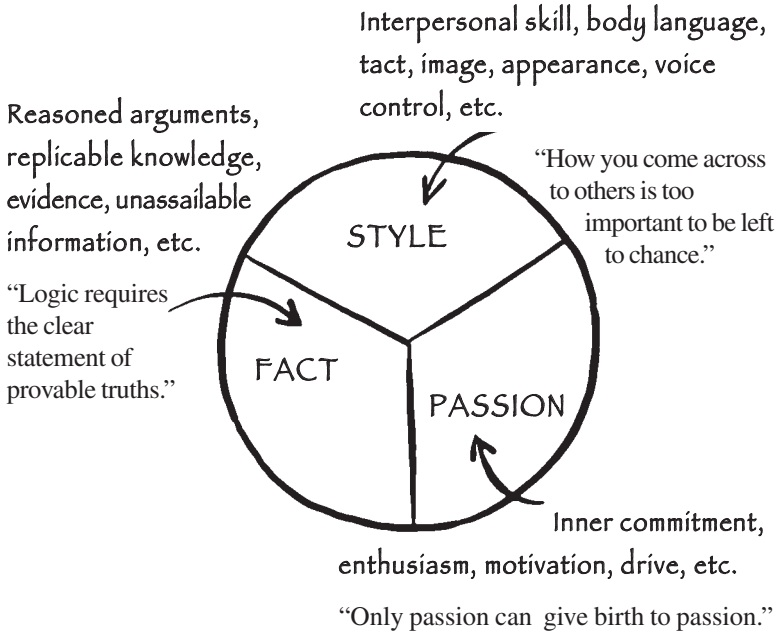 Interpersonal skill, body language,
tact, image, appearance, voice
control, etc.
Reasoned arguments,
replicable knowledge,
evidence, unassailable
information, etc.
“How you come across
to others is too
important to be left
to chance.”
STYLE
“Logic requires
the clear
statement of
provable truths.”
FACT
PASSION
Inner commitment,
enthusiasm, motivation, drive, etc.
“Only passion can give birth to passion.”